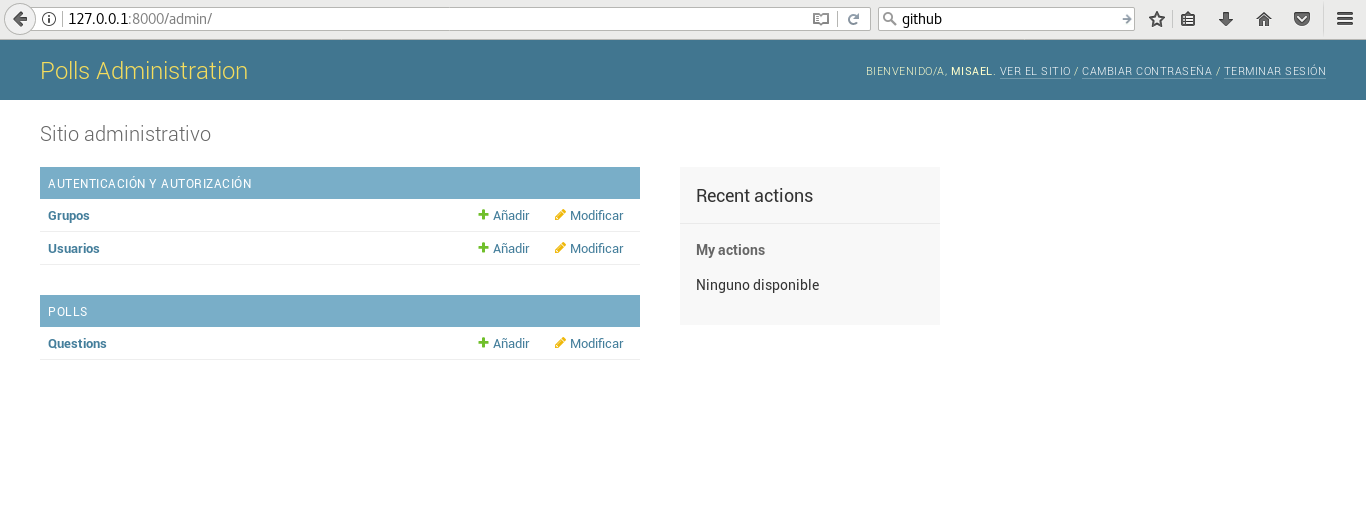 127.0.0.1:8000/admin/
github
Polls Administration
BIENVENIDO/A, MISAEL. VER EL SITIO / CAMBIAR CONTRASEÑA / TERMINAR SESIÓN
Sitio administrativo
AUTENTICACIÓN Y AUTORIZACIÓN
Grupos Añadir Modificar
Usuarios Añadir Modificar
POLLS
Questions Añadir Modificar
Recent actions
My actions
Ninguno disponible